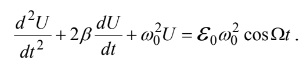 d²U/dt² + 2β dU/dt + ω₀²U = 𝓔₀ω₀² cos Ωt .